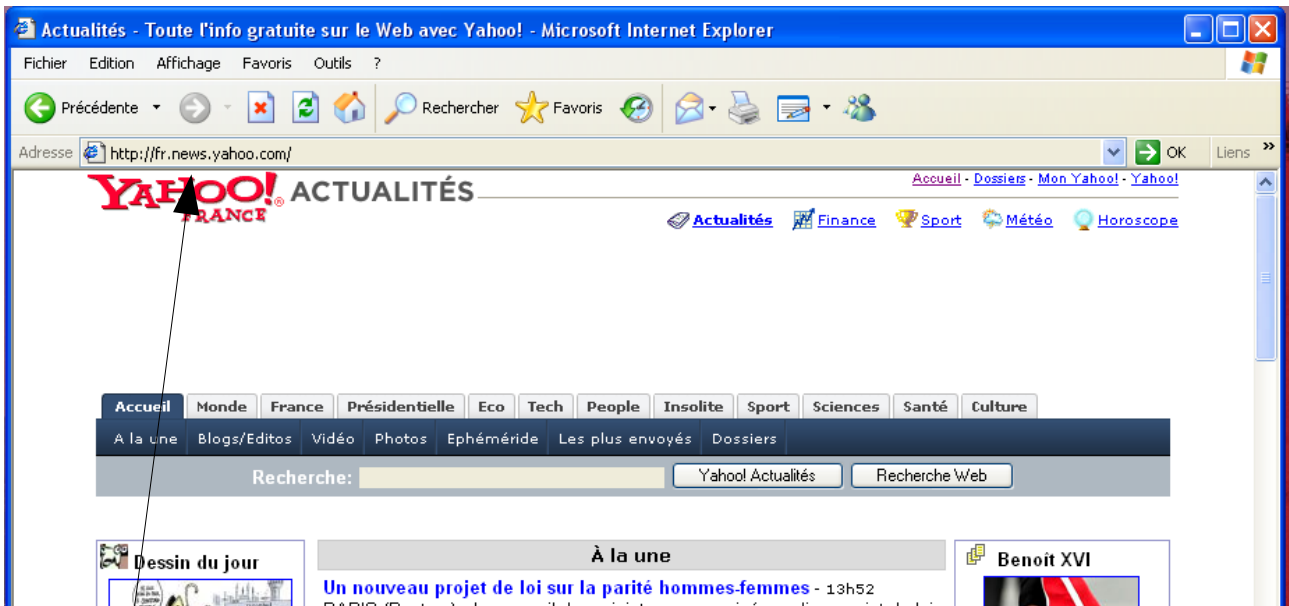 Actualités - Toute l'info gratuite sur le Web avec Yahoo! - Microsoft Internet Explorer
Fichier Edition Affichage Favoris Outils ?
Précédente Rechercher Favoris
Adresse http://fr.news.yahoo.com/ OK Liens »
YAHOO!® ACTUALITÉS
FRANCE
Accueil - Dossiers - Mon Yahoo! - Yahoo!
Actualités Finance Sport Météo Horoscope
Accueil Monde France Présidentielle Eco Tech People Insolite Sport Sciences Santé Culture
A la une Blogs/Editos Vidéo Photos Ephéméride Les plus envoyés Dossiers
Recherche: Yahoo! Actualités Recherche Web
Dessin du jour
À la une
Benoît XVI
Un nouveau projet de loi sur la parité hommes-femmes - 13h52